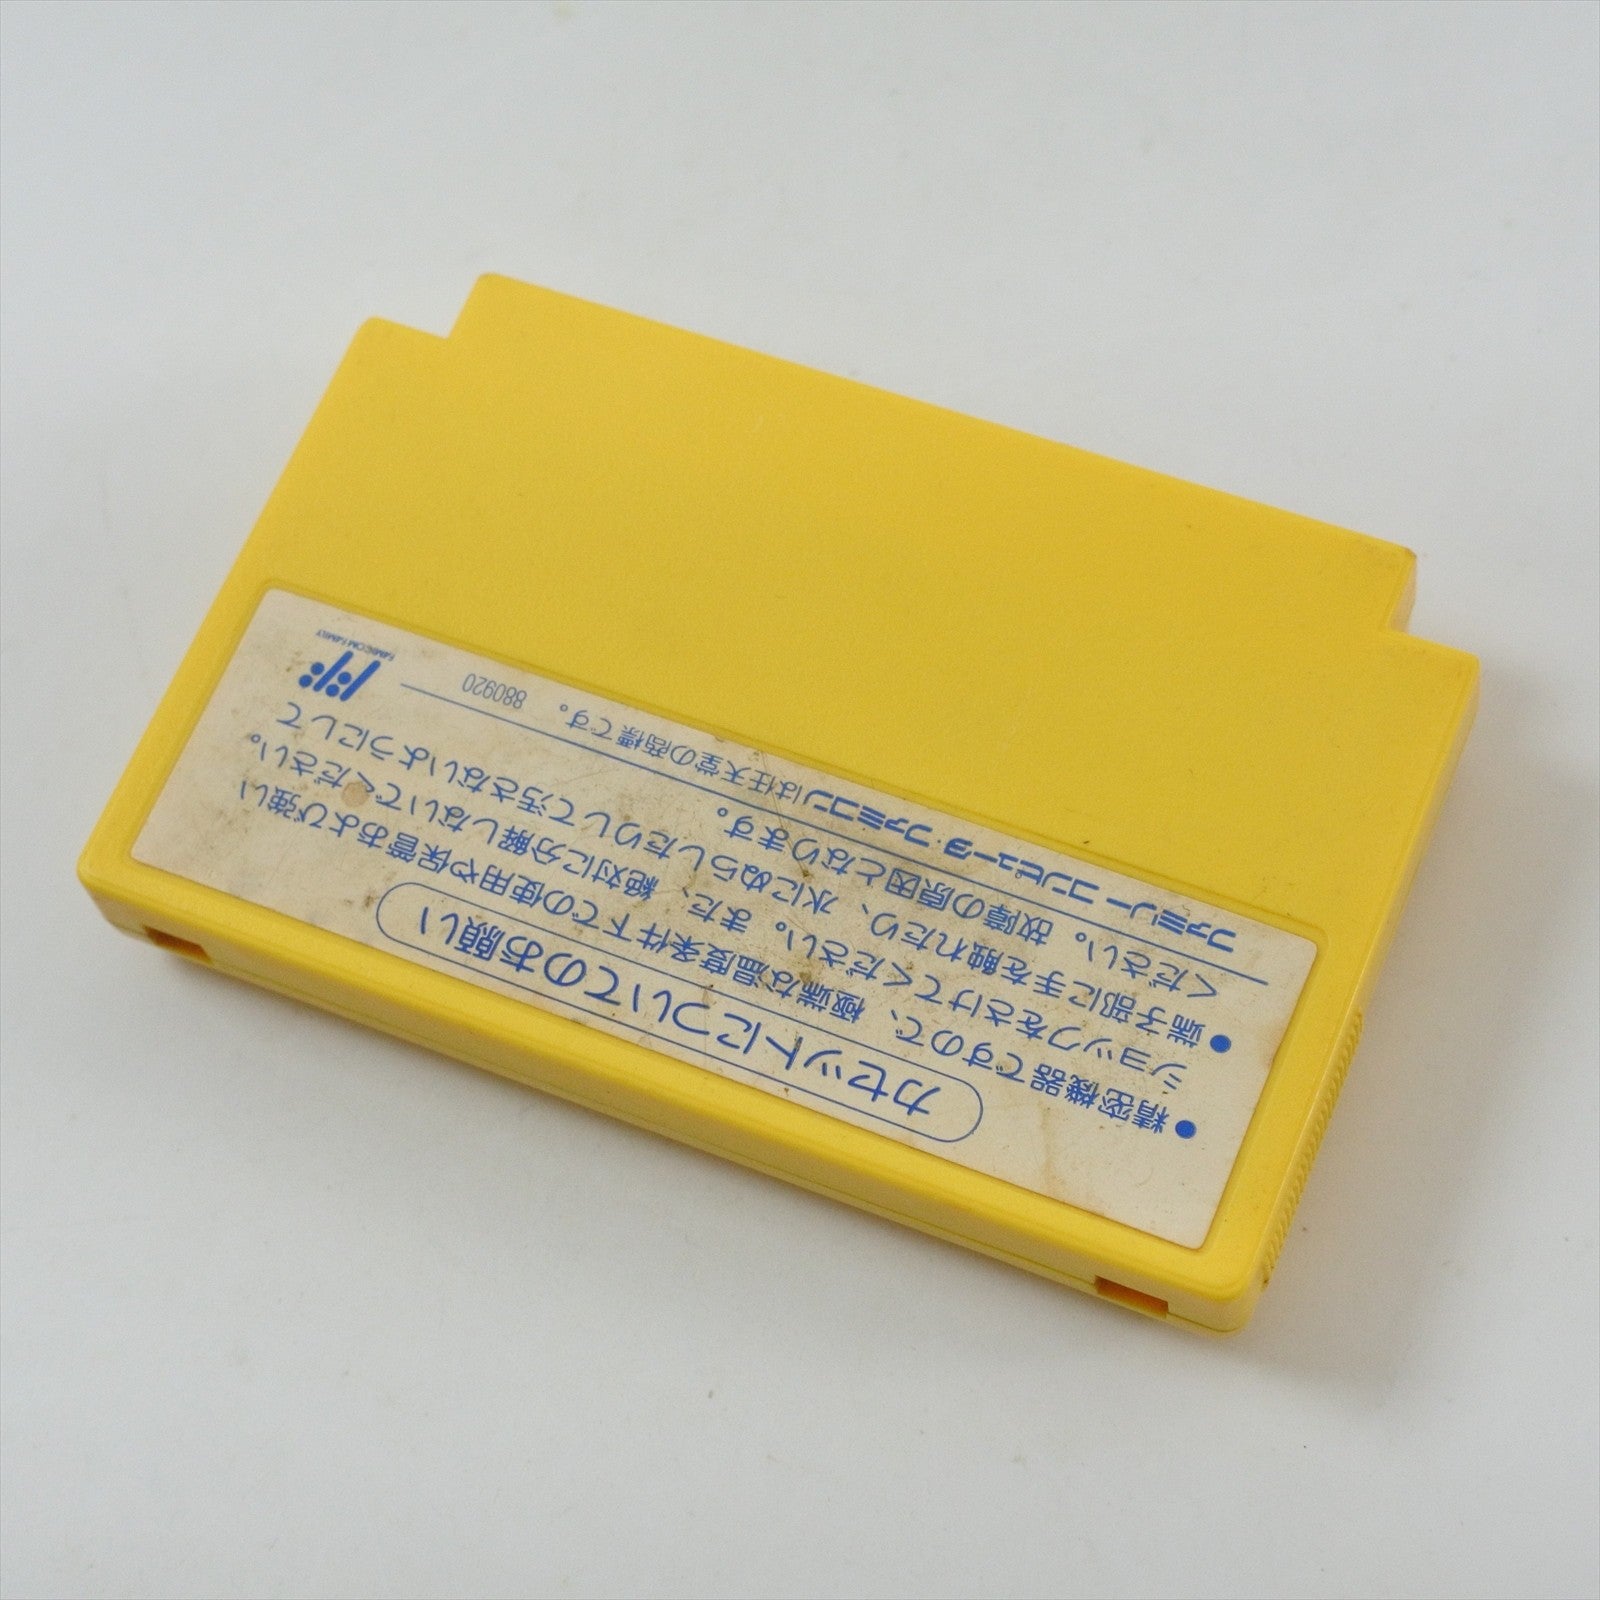 カセットについてのお願い
●精密機器ですので、極端な温度条件下での使用や保管および強い
ショックをさけてください。また、絶対に分解しないでください。
●端子部に手を触れたり、水にぬらしたりして汚さないようにして
ください。故障の原因となります。
ファミリーコンピュータ・ファミコンは任天堂の商標です。 880920
FAMICOM FAMILY